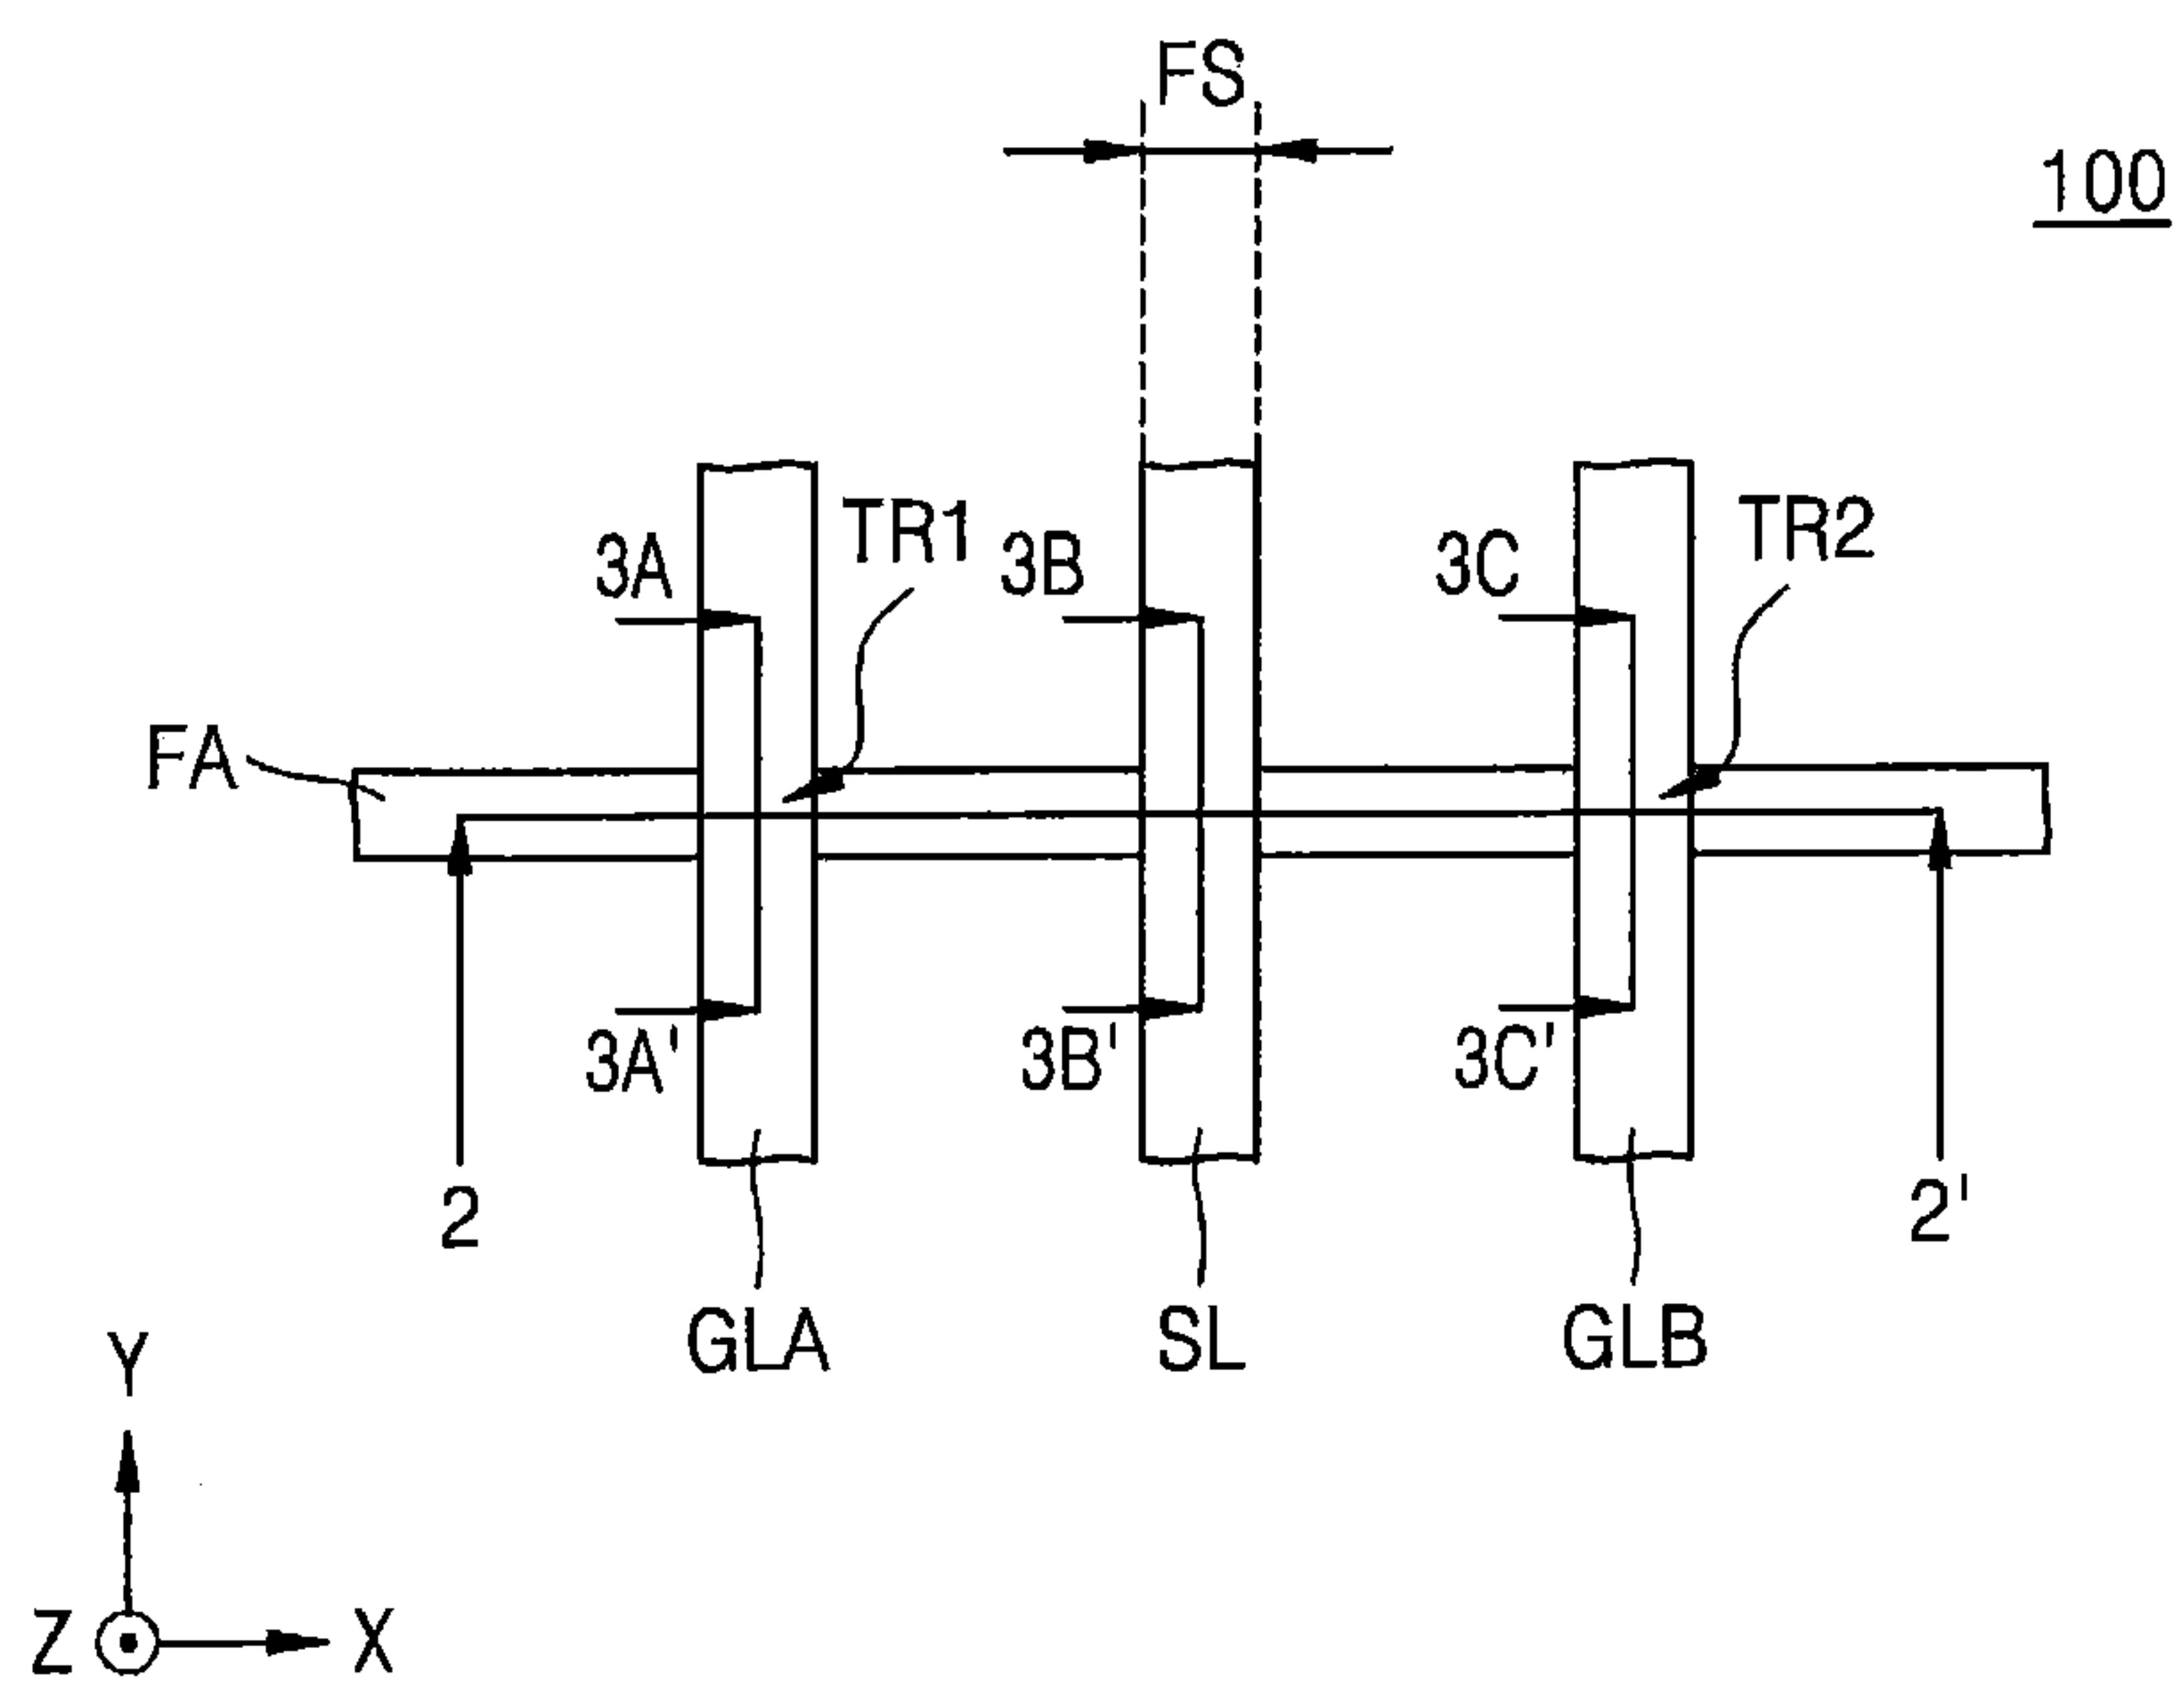 FS
100
TR1
TR2
3A
3B
3C
FA
3A'
3B'
3C'
2
2'
GLA
SL
GLB
Y
Z
X